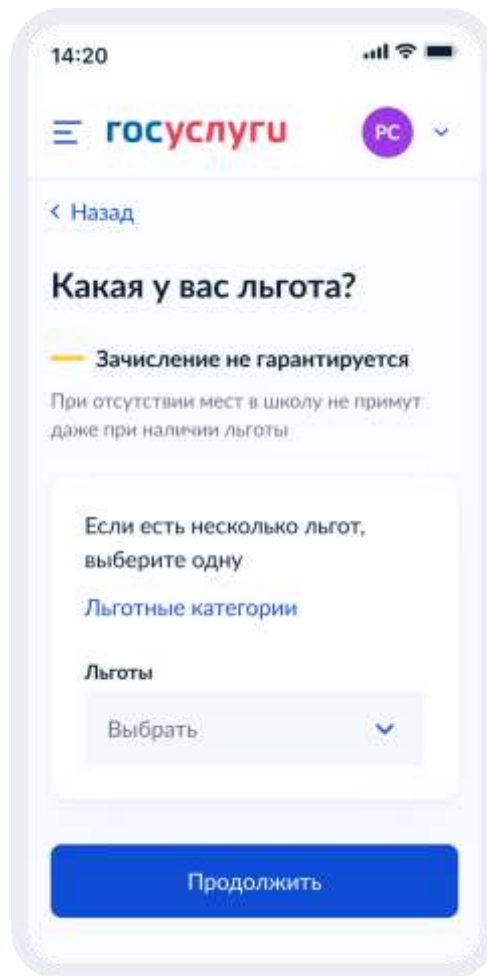 14:20
госуслуги
РС
Назад
Какая у вас льгота?
Зачисление не гарантируется
При отсутствии мест в школу не примут
даже при наличии льготы
Если есть несколько льгот,
выберите одну
Льготные категории
Льготы
Выбрать
Продолжить